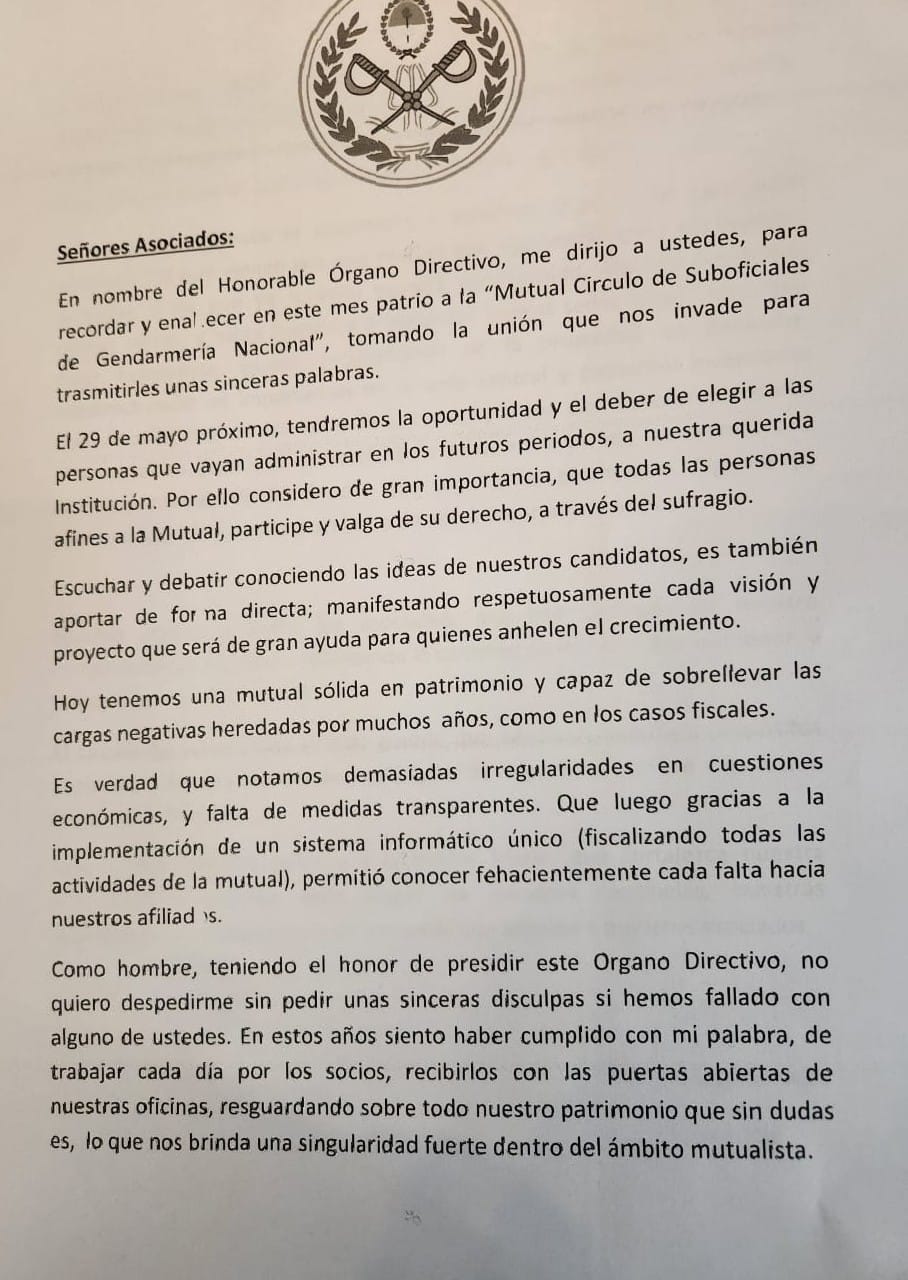 Señores Asociados:
En nombre del Honorable Órgano Directivo, me dirijo a ustedes, para
recordar y enal.ecer en este mes patrio a la “Mutual Circulo de Suboficiales
de Gendarmería Nacional”, tomando la unión que nos invade para
trasmitirles unas sinceras palabras.
El 29 de mayo próximo, tendremos la oportunidad y el deber de elegir a las
personas que vayan administrar en los futuros periodos, a nuestra querida
Institución. Por ello considero de gran importancia, que todas las personas
afines a la Mutual, participe y valga de su derecho, a través del sufragio.
Escuchar y debatir conociendo las ideas de nuestros candidatos, es también
aportar de forma directa; manifestando respetuosamente cada visión y
proyecto que será de gran ayuda para quienes anhelen el crecimiento.
Hoy tenemos una mutual sólida en patrimonio y capaz de sobrellevar las
cargas negativas heredadas por muchos años, como en los casos fiscales.
Es verdad que notamos demasiadas irregularidades en cuestiones
económicas, y falta de medidas transparentes. Que luego gracias a la
implementación de un sistema informático único (fiscalizando todas las
actividades de la mutual), permitió conocer fehacientemente cada falta hacia
nuestros afiliados.
Como hombre, teniendo el honor de presidir este Organo Directivo, no
quiero despedirme sin pedir unas sinceras disculpas si hemos fallado con
alguno de ustedes. En estos años siento haber cumplido con mi palabra, de
trabajar cada día por los socios, recibirlos con las puertas abiertas de
nuestras oficinas, resguardando sobre todo nuestro patrimonio que sin dudas
es, lo que nos brinda una singularidad fuerte dentro del ámbito mutualista.